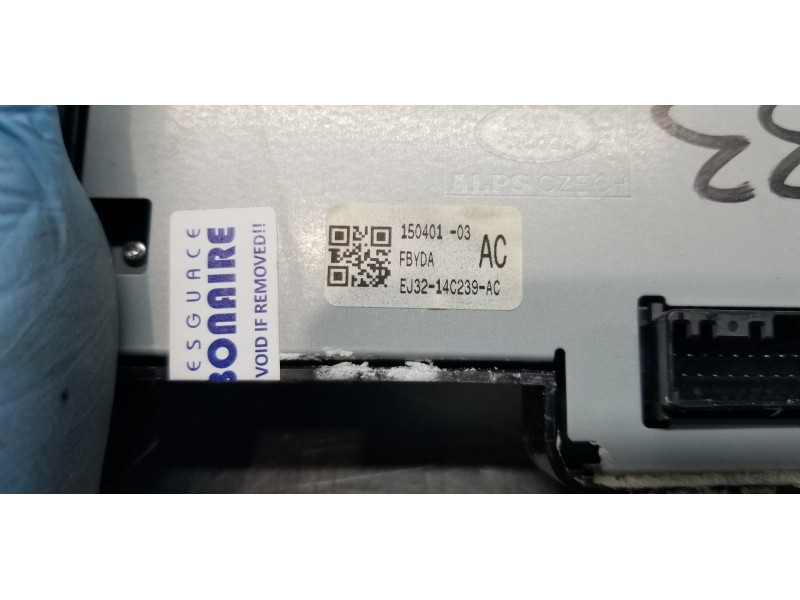 ALPS CZECH
150401 -03
FBYDA
AC
EJ32-14C239-AC
ESGUACE
BONAIRE
VOID IF REMOVED!!